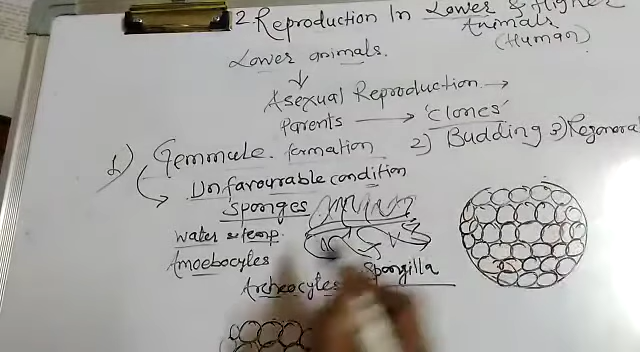 2. Reproduction In Lower & Higher
Animals.
(Human)
Lower animals.
Asexual Reproduction
Parents → 'Clones'
1) Gemmule formation 2) Budding 3) Regenera
Unfavourable condition
Sponges
water & temp.
Amoebocytes
Spongilla
Archeocytes